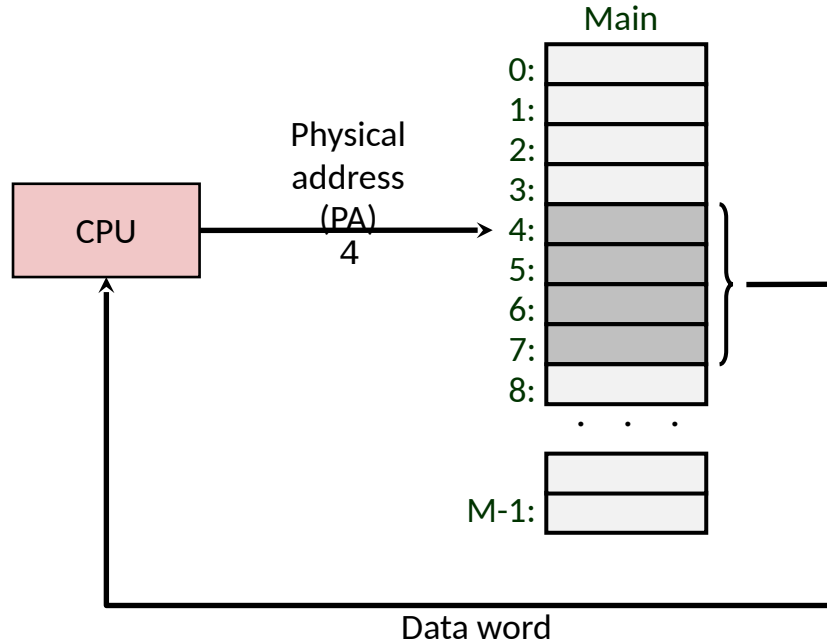 Main
0:
1:
Physical
address
(PA)
4
2:
3:
CPU
4:
5:
6:
7:
8:
. . .
M-1:
Data word